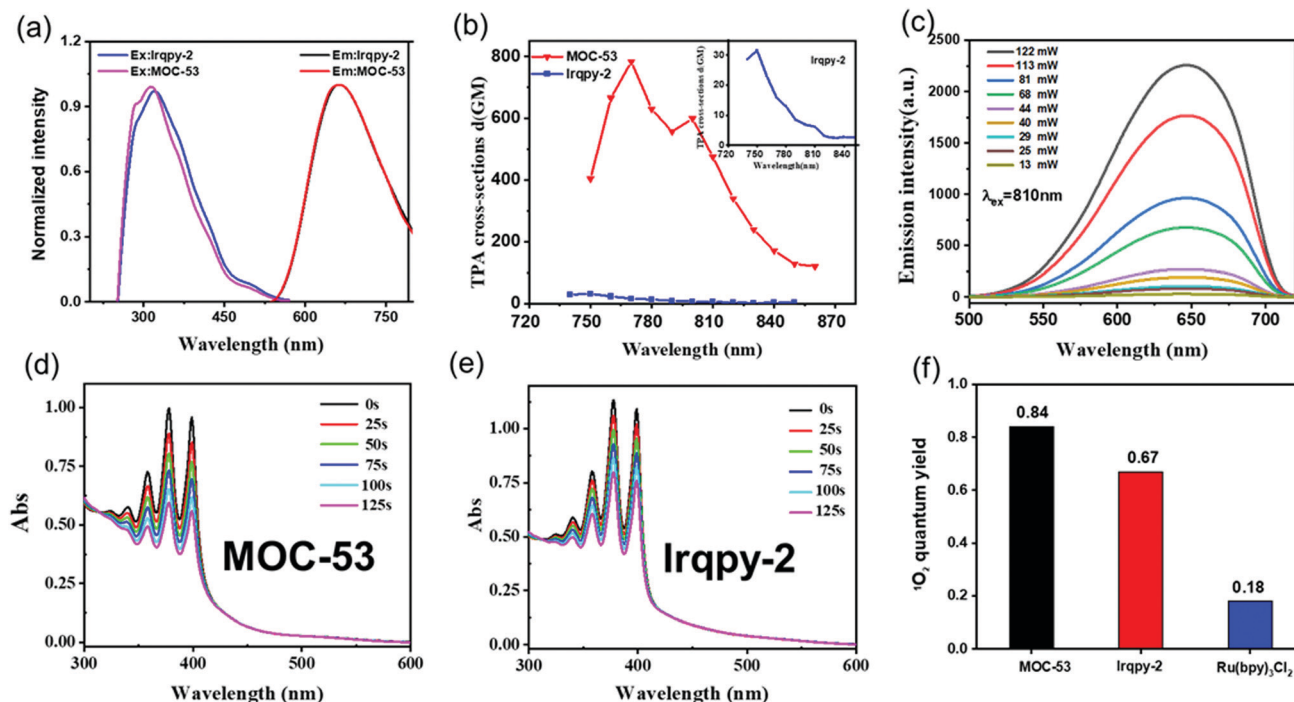 (a)
Ex:Irqpy-2
Em:Irqpy-2
Ex:MOC-53
Em:MOC-53
Normalized intensity
1.2
0.9
0.6
0.3
0.0
300
450
600
750
Wavelength (nm)
(b)
MOC-53
Irqpy-2
TPA cross-sections d(GM)
800
600
400
200
0
720
750
780
810
840
870
Wavelength (nm)
Irqpy-2
TPA cross-sections d(GM)
30
20
10
0
720
750
780
810
840
Wavelength(nm)
(c)
122 mW
113 mW
81 mW
68 mW
44 mW
40 mW
29 mW
25 mW
13 mW
λex=810nm
Emission intensity(a.u.)
2500
2000
1500
1000
500
0
500
550
600
650
700
Wavelength (nm)
(d)
0s
25s
50s
75s
100s
125s
MOC-53
Abs
1.00
0.75
0.50
0.25
0.00
300
400
500
600
Wavelength (nm)
(e)
0s
25s
50s
75s
100s
125s
Irqpy-2
Abs
1.00
0.75
0.50
0.25
0.00
300
400
500
600
Wavelength (nm)
(f)
¹O₂ quantum yield
1.0
0.8
0.6
0.4
0.2
0.0
0.84
0.67
0.18
MOC-53
Irqpy-2
Ru(bpy)₃Cl₂